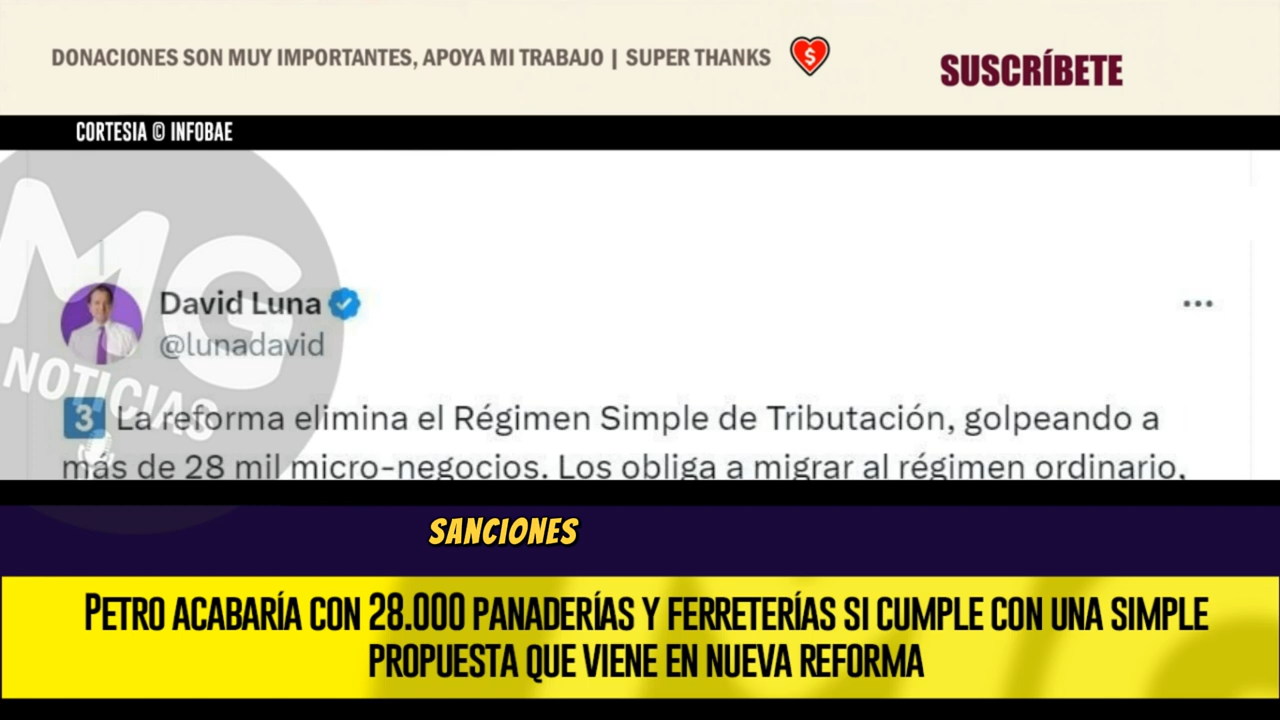 DONACIONES SON MUY IMPORTANTES, APOYA MI TRABAJO | SUPER THANKS
$
SUSCRÍBETE
CORTESIA © INFOBAE
MG
NOTICIAS
David Luna
@lunadavid
3 La reforma elimina el Régimen Simple de Tributación, golpeando a
más de 28 mil micro-negocios. Los obliga a migrar al régimen ordinario,
SANCIONES
PETRO ACABARÍA CON 28.000 PANADERÍAS Y FERRETERÍAS SI CUMPLE CON UNA SIMPLE
PROPUESTA QUE VIENE EN NUEVA REFORMA